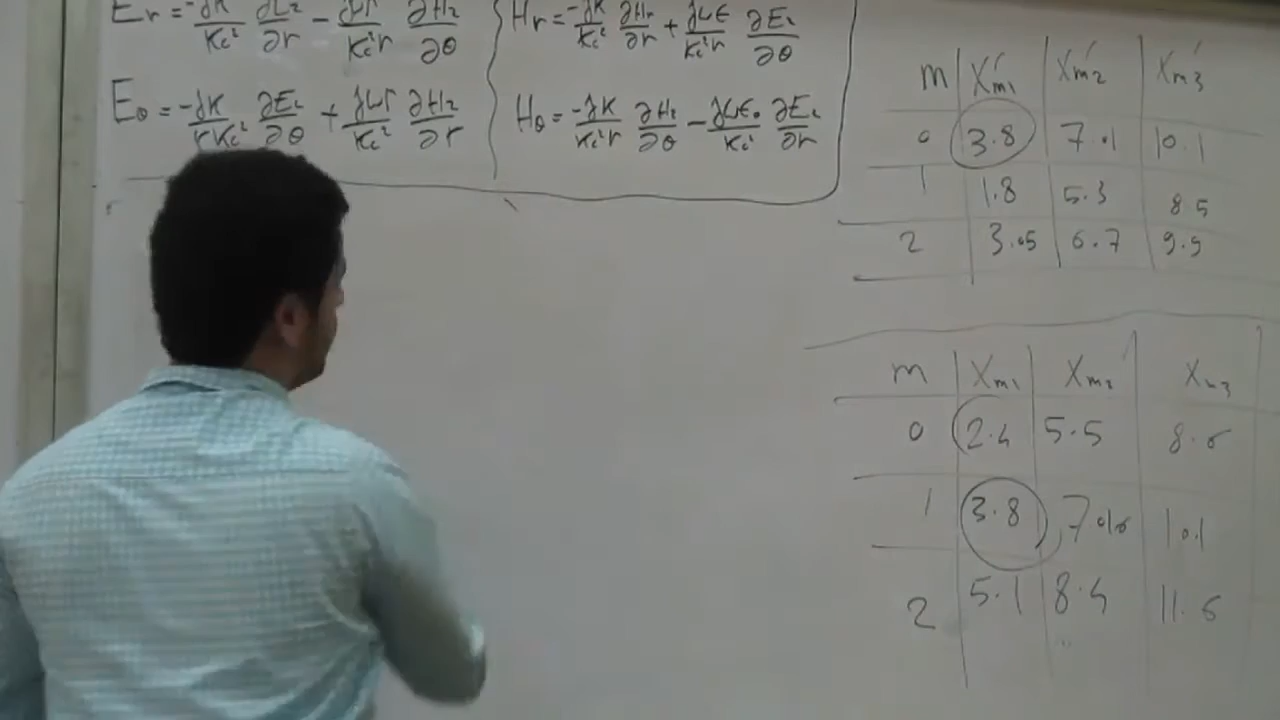 Er = -jK/Kc² ∂Ez/∂r - jωμ/Kc²r ∂Hz/∂θ
Eθ = -jK/rKc² ∂Ez/∂θ + jωμ/Kc² ∂Hz/∂r
Hr = -jK/Kc² ∂Hz/∂r + jωε/Kc²r ∂Ez/∂θ
Hθ = -jK/Kc²r ∂Hz/∂θ - jωε₀/Kc² ∂Ez/∂r
m X'm1 X'm2 X'm3
0 3.8 7.1 10.1
1 1.8 5.3 8 5
2 3.05 6.7 9.9
m Xm1 Xm2 Xm3
0 2.4 5.5 8.6
1 3.8 7.016 10.1
2 5.1 8.4 11.6